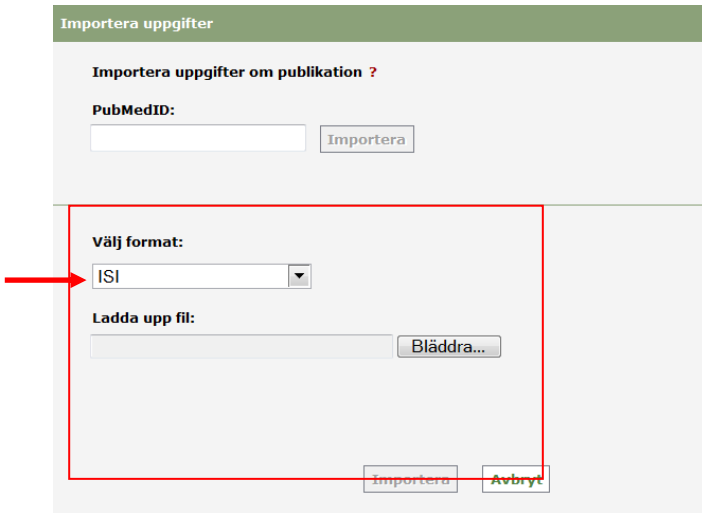 Importera uppgifter
Importera uppgifter om publikation ?
PubMedID:
Importera
Välj format:
ISI
Ladda upp fil:
Bläddra...
Importera Avbryt